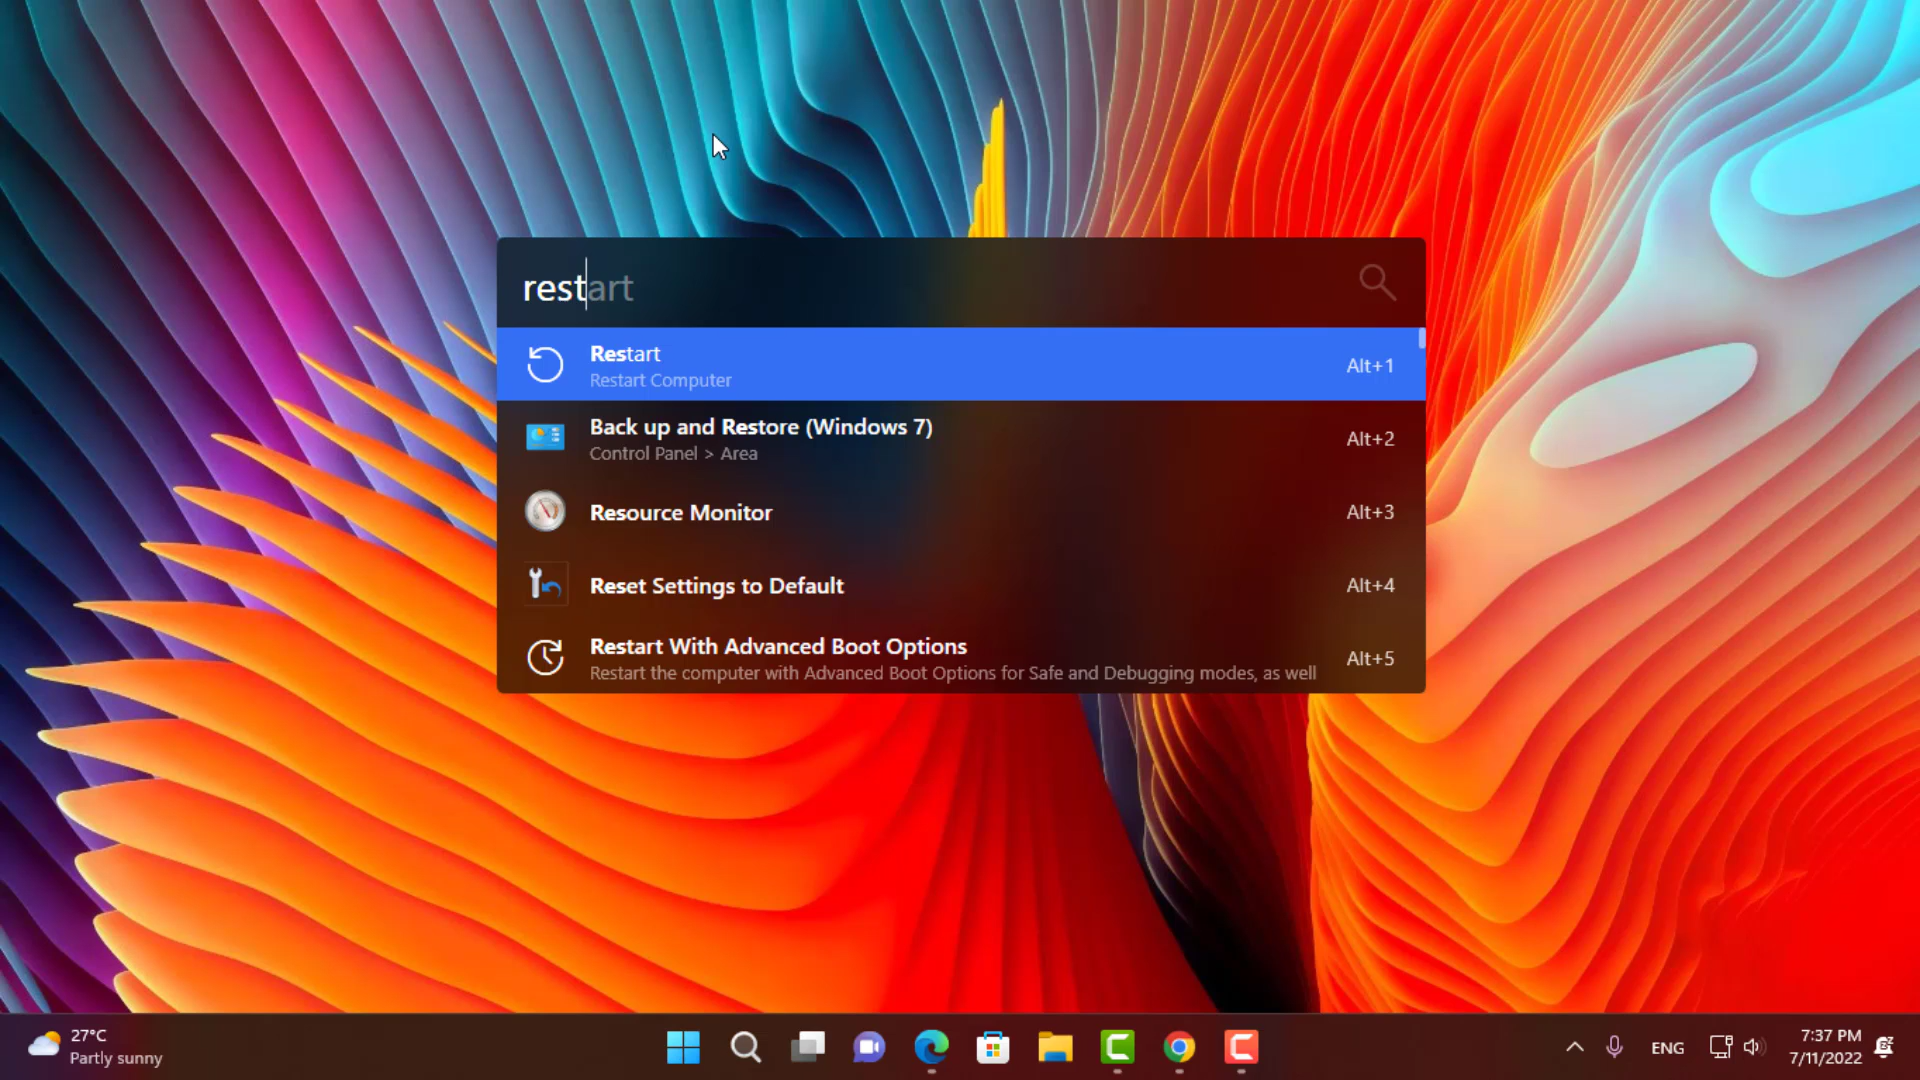 restart
Restart
Restart Computer
Alt+1
Back up and Restore (Windows 7)
Control Panel > Area
Alt+2
Resource Monitor
Alt+3
Reset Settings to Default
Alt+4
Restart With Advanced Boot Options
Restart the computer with Advanced Boot Options for Safe and Debugging modes, as well
Alt+5
27°C
Partly sunny
ENG
7:37 PM
7/11/2022